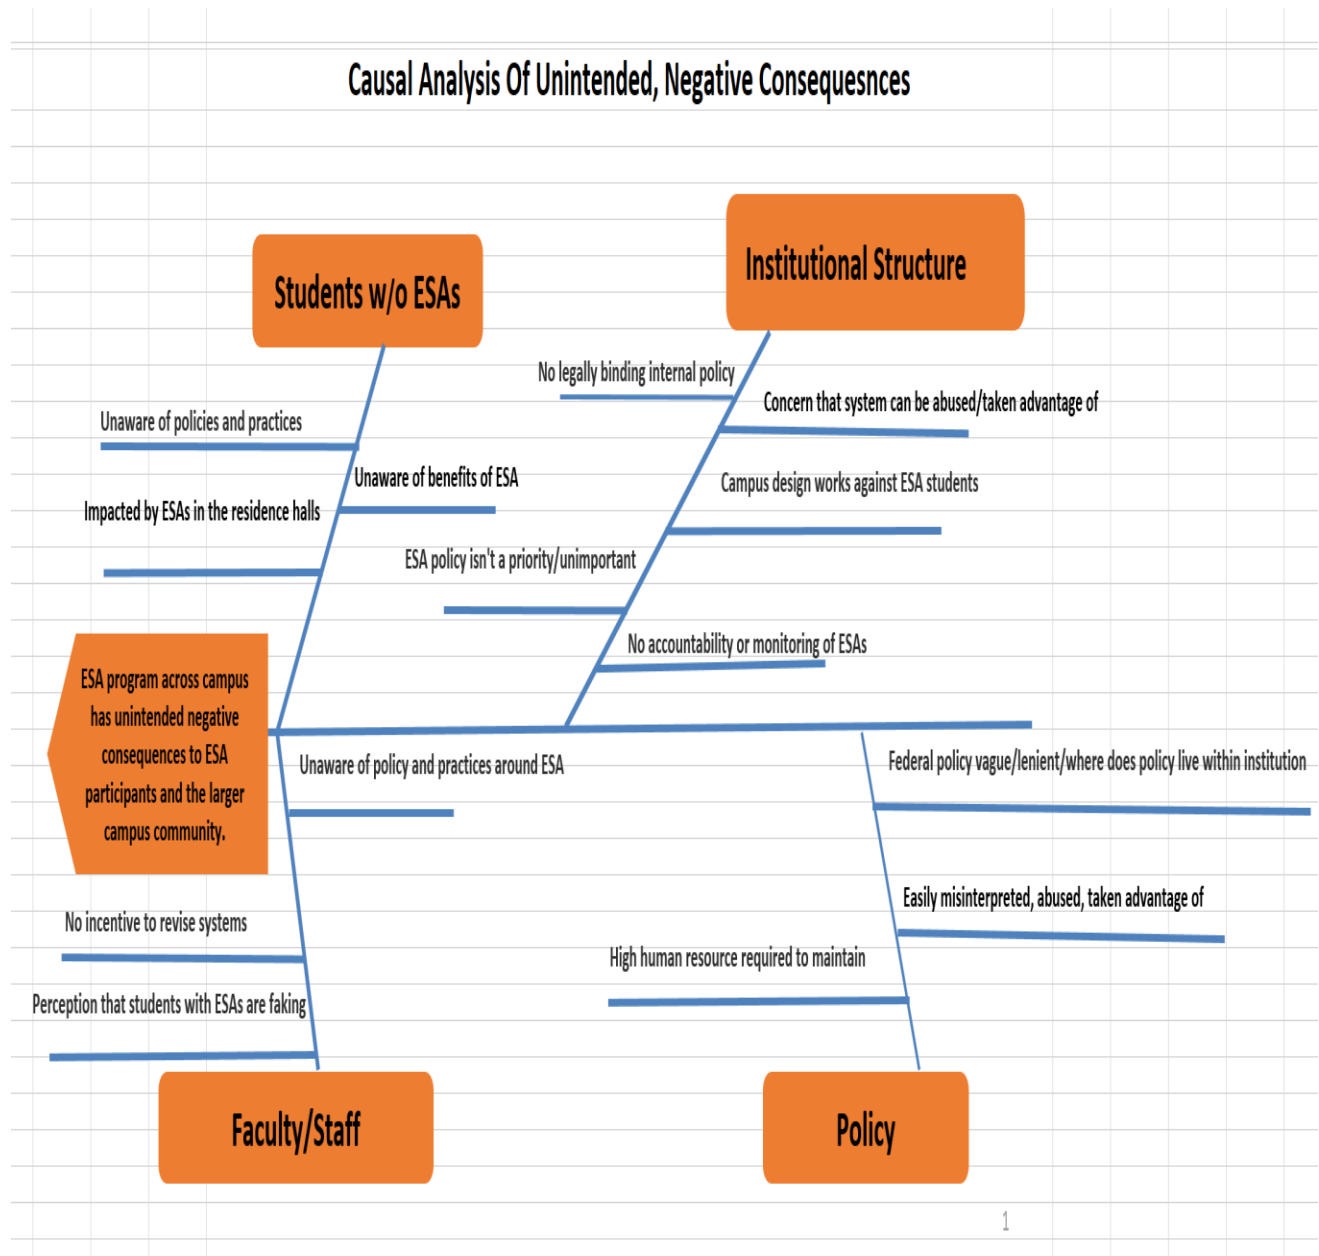 Causal Analysis Of Unintended, Negative Consequesnces
Students w/o ESAs
Institutional Structure
No legally binding internal policy
Concern that system can be abused/taken advantage of
Unaware of policies and practices
Unaware of benefits of ESA
Campus design works against ESA students
Impacted by ESAs in the residence halls
ESA policy isn't a priority/unimportant
No accountability or monitoring of ESAs
ESA program across campus
has unintended negative
consequences to ESA
participants and the larger
campus community.
Unaware of policy and practices around ESA
Federal policy vague/lenient/where does policy live within institution
No incentive to revise systems
Easily misinterpreted, abused, taken advantage of
High human resource required to maintain
Perception that students with ESAs are faking
Faculty/Staff
Policy
1